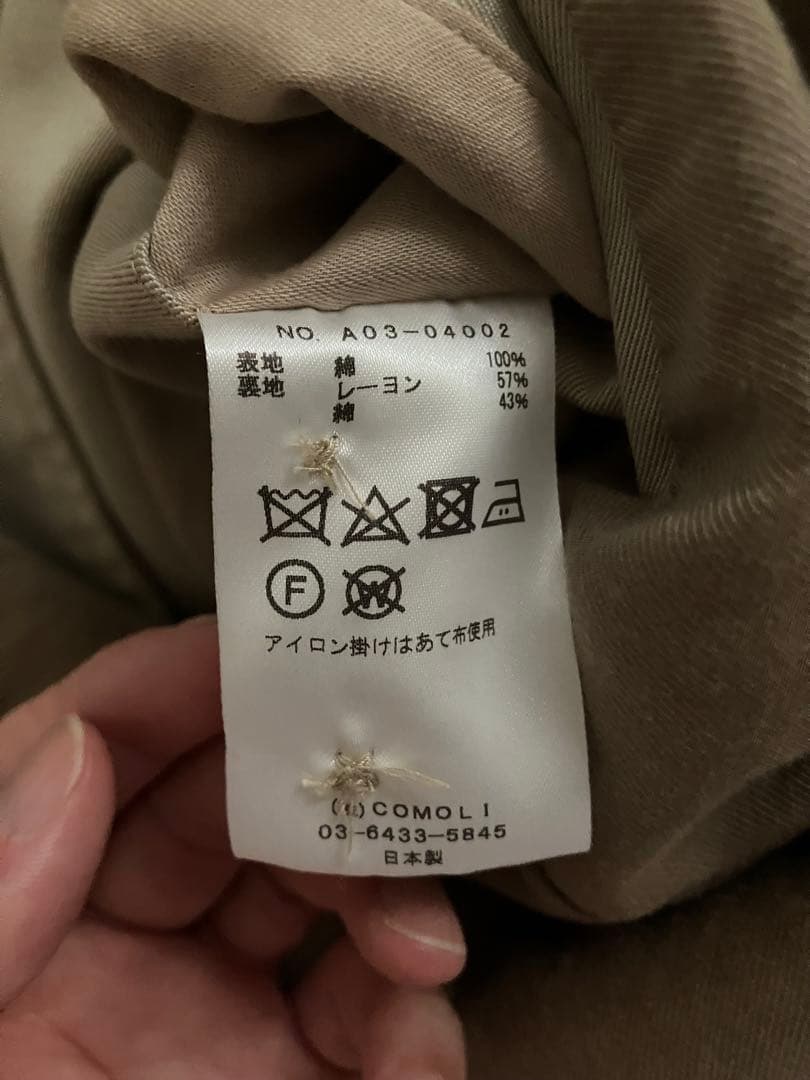 NO. A03-04002
表地 綿 100%
裏地 レーヨン 57%
綿 43%
F W
アイロン掛けはあて布使用
COMOLI
03-6433-5845
日本製